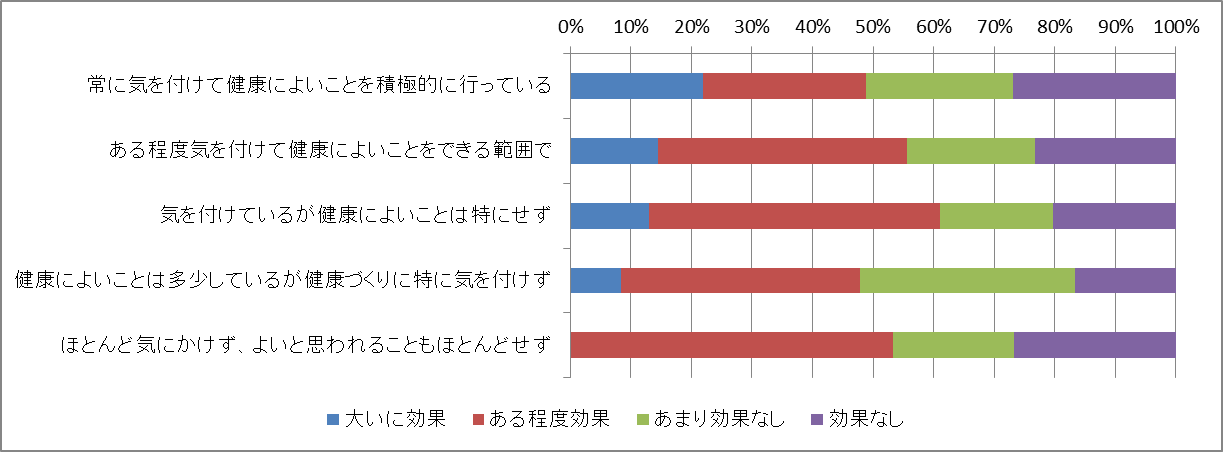 0% 10% 20% 30% 40% 50% 60% 70% 80% 90% 100%
常に気を付けて健康によいことを積極的に行っている
ある程度気を付けて健康によいことをできる範囲で
気を付けているが健康によいことは特にせず
健康によいことは多少しているが健康づくりに特に気を付けず
ほとんど気にかけず、よいと思われることもほとんどせず
大いに効果 ある程度効果 あまり効果なし 効果なし